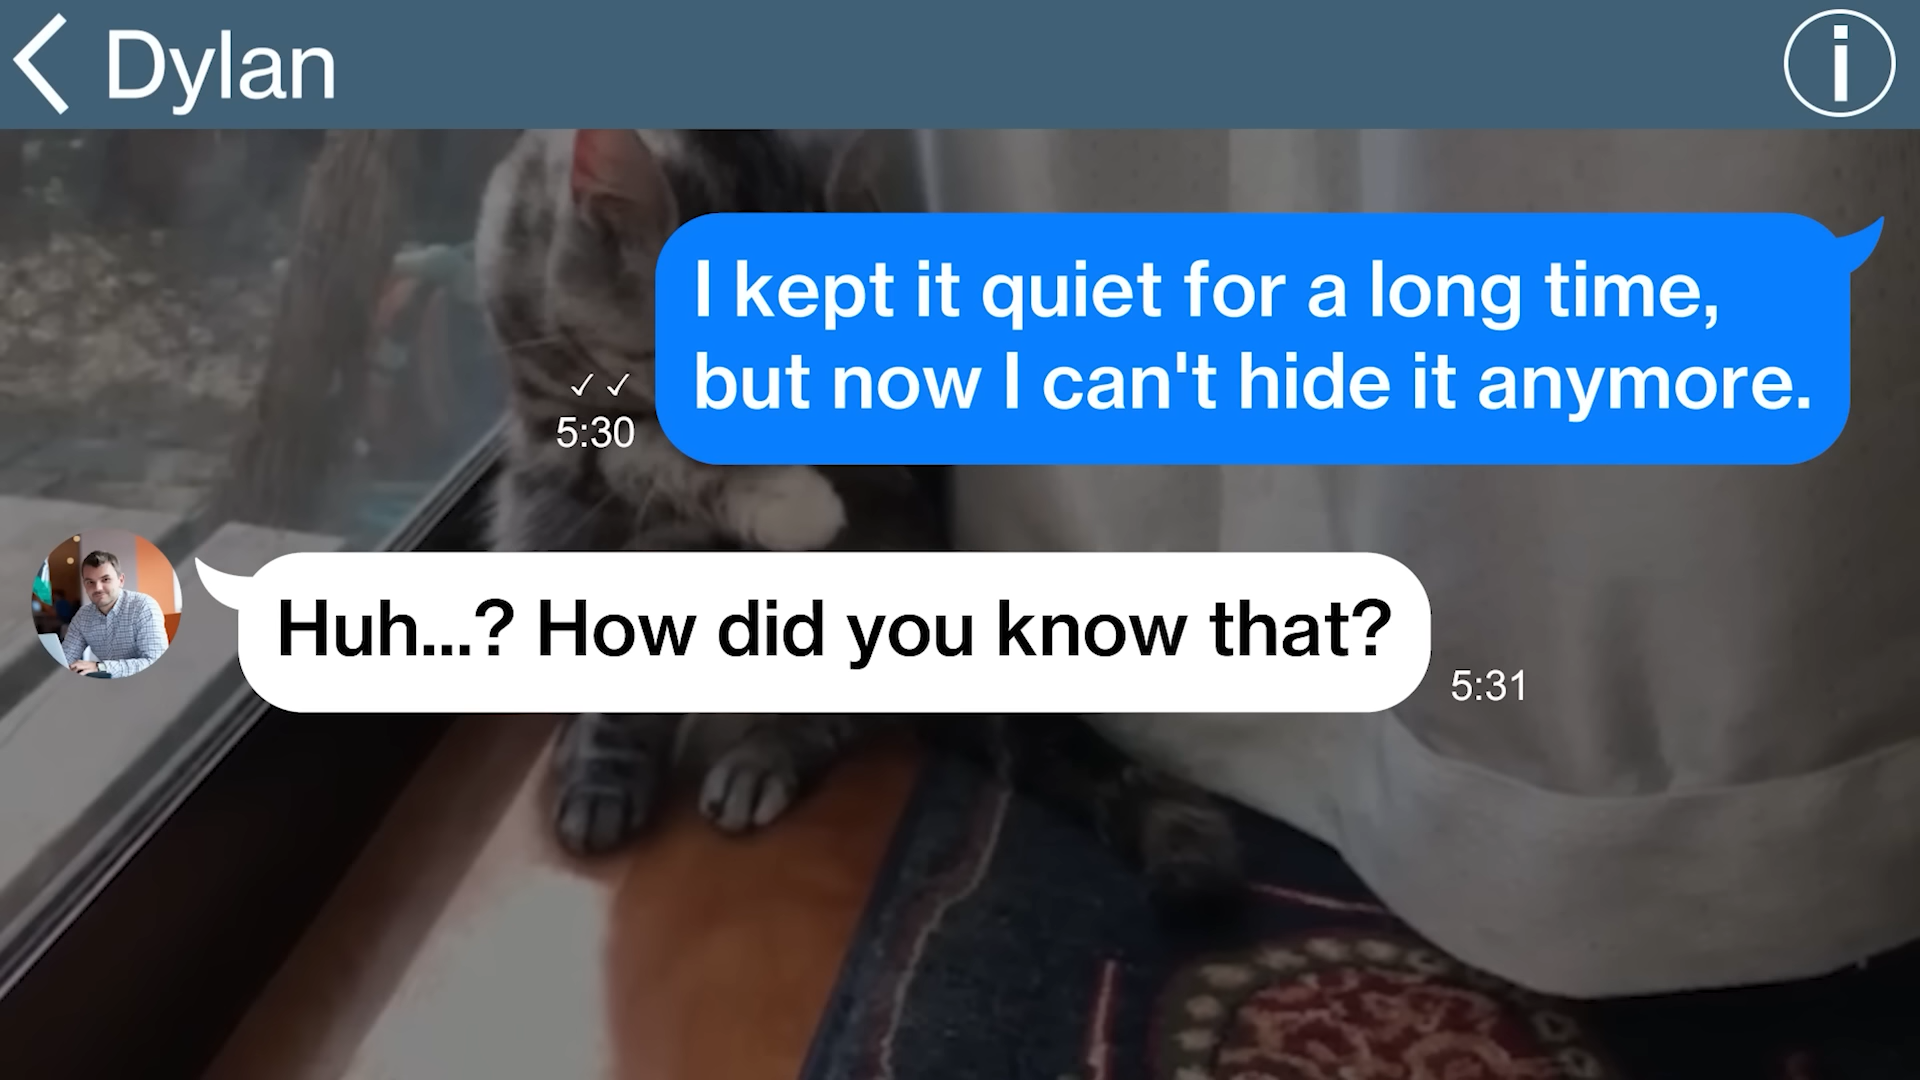 Dylan
I kept it quiet for a long time,
but now I can't hide it anymore.
✓ ✓
5:30
Huh...? How did you know that?
5:31